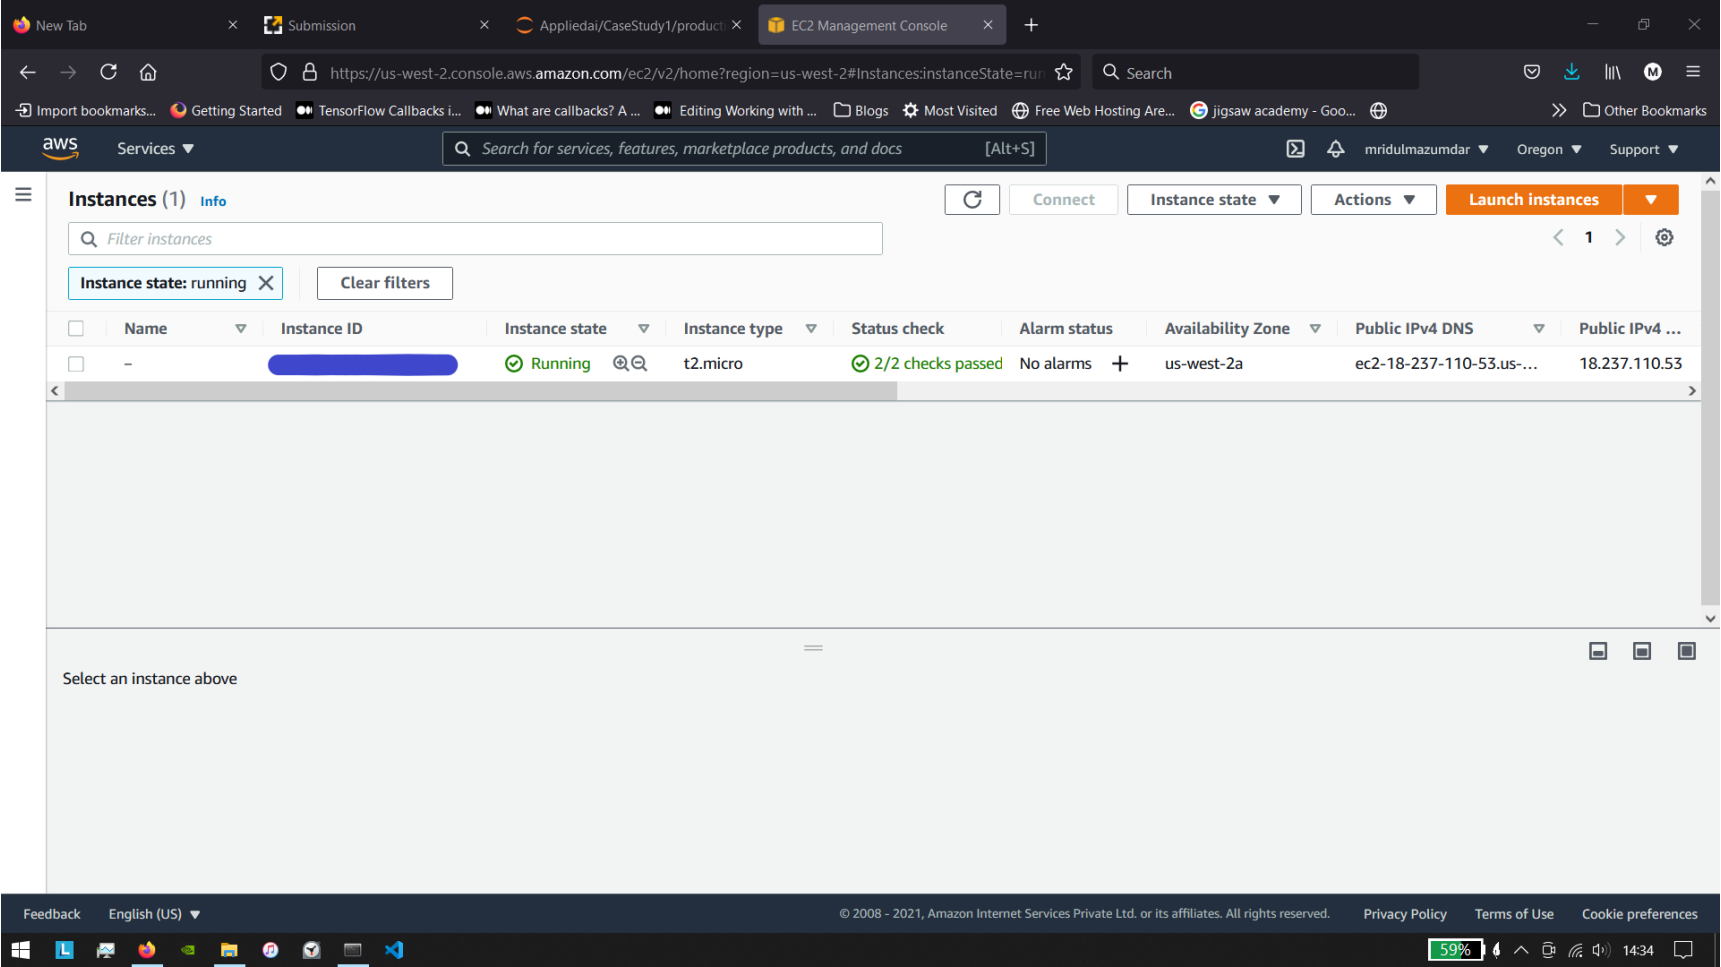 New Tab
Submission
Appliedai/CaseStudy1/producti
EC2 Management Console
https://us-west-2.console.aws.amazon.com/ec2/v2/home?region=us-west-2#Instances:instanceState=run
Search
M
Import bookmarks...
Getting Started
TensorFlow Callbacks i...
What are callbacks? A ...
Editing Working with ...
Blogs
Most Visited
Free Web Hosting Are...
jigsaw academy - Goo...
Other Bookmarks
aws
Services
Search for services, features, marketplace products, and docs
[Alt+S]
mridulmazumdar
Oregon
Support
Instances (1) Info
Connect
Instance state
Actions
Launch instances
Filter instances
1
Instance state: running
Clear filters
Name Instance ID Instance state Instance type Status check Alarm status Availability Zone Public IPv4 DNS Public IPv4 ...
– Running t2.micro 2/2 checks passed No alarms + us-west-2a ec2-18-237-110-53.us-... 18.237.110.53
Select an instance above
Feedback
English (US)
© 2008 - 2021, Amazon Internet Services Private Ltd. or its affiliates. All rights reserved.
Privacy Policy
Terms of Use
Cookie preferences
L
59%
14:34